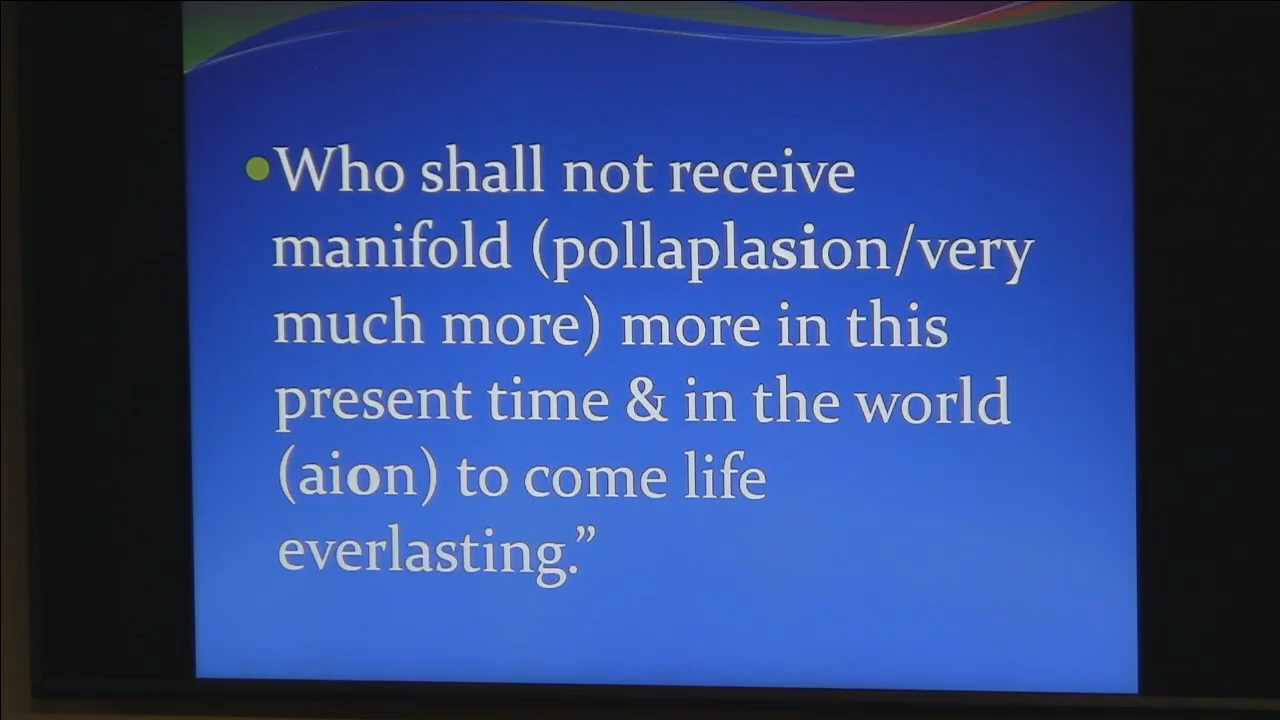 •Who shall not receive
manifold (pollaplasion/very
much more) more in this
present time & in the world
(aion) to come life
everlasting.”